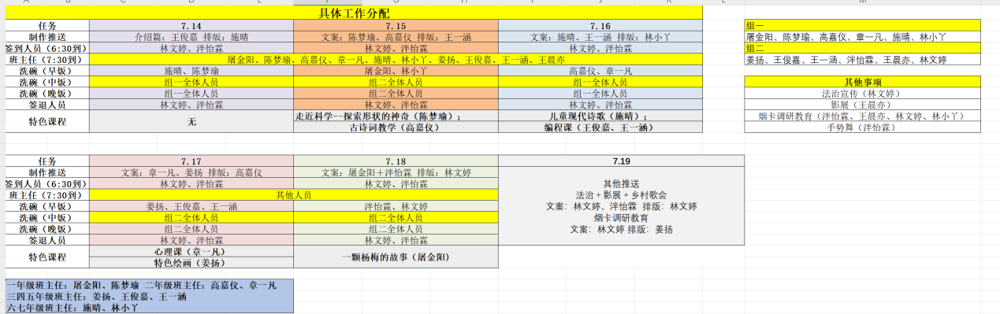 具体工作分配
任务 7.14 7.15 7.16
制作推送 介绍篇：王俊嘉 排版：施晴 文案：陈梦瑜、高嘉仪 排版：王一涵 文案：施晴、王一涵 排版：林小丫
签到人员（6:30到） 林文婷、泮怡霖 林文婷、泮怡霖 林文婷、泮怡霖
班主任（7:30到） 屠金阳、陈梦瑜、高嘉仪、章一凡、施晴、林小丫、姜扬、王俊嘉、王一涵、王晨亦
洗碗（早饭） 施晴、陈梦瑜 屠金阳、林小丫 高嘉仪、章一凡
洗碗（中饭） 组一全体人员 组二全体人员 组一全体人员
洗碗（晚饭） 组一全体人员 组二全体人员 组一全体人员
签退人员 林文婷、泮怡霖 林文婷、泮怡霖 林文婷、泮怡霖
特色课程 无 走近科学--探索形状的神奇（陈梦瑜）； 儿童现代诗歌（施晴）；
古诗词教学（高嘉仪） 编程课（王俊嘉、王一涵）
组一
屠金阳、陈梦瑜、高嘉仪、章一凡、施晴、林小丫
组二
姜扬、王俊嘉、王一涵、泮怡霖、王晨亦、林文婷
其他事项
法治宣传（林文婷）
影展（王晨亦）
烟卡调研教育（泮怡霖、王晨亦、林文婷、林小丫）
手势舞（泮怡霖）
任务 7.17 7.18 7.19
制作推送 文案：章一凡、姜扬 排版：高嘉仪 文案：屠金阳＋泮怡霖 排版：林文婷
签到人员（6:30到） 林文婷、泮怡霖 林文婷、泮怡霖
班主任（7:30到） 其他人员
洗碗（早饭） 姜扬、王俊嘉、王一涵 泮怡霖、林文婷
洗碗（中饭） 组二全体人员 组二全体人员
洗碗（晚饭） 组二全体人员 组二全体人员
签退人员 林文婷、泮怡霖 林文婷、泮怡霖
特色课程 心理课（章一凡） 一颗杨梅的故事（屠金阳）
特色绘画（姜扬）
其他推送
法治＋影展＋乡村歌会
文案：林文婷、泮怡霖 排版：林文婷
烟卡调研教育
文案：林文婷 排版：姜扬
一年级班主任：屠金阳、陈梦瑜 二年级班主任：高嘉仪、章一凡
三四五年级班主任：姜扬、王俊嘉、王一涵
六七年级班主任：施晴、林小丫